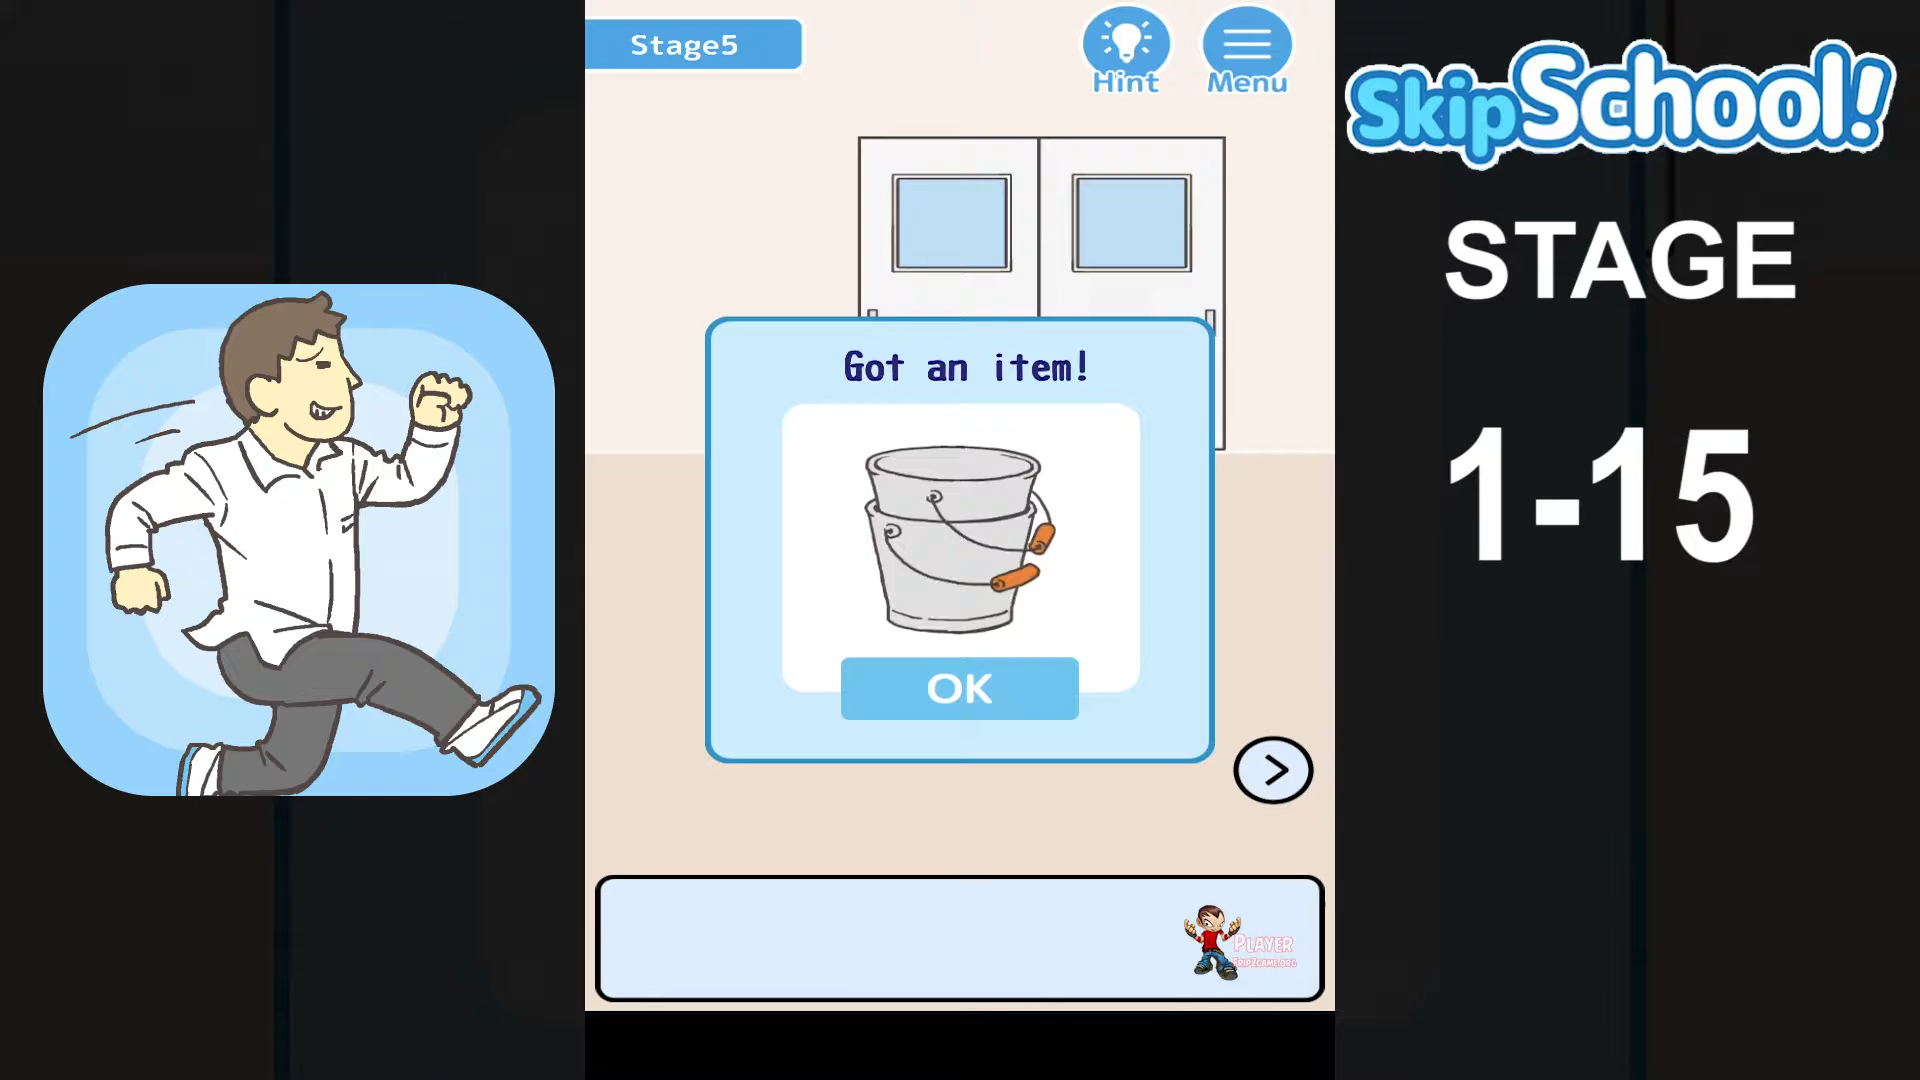 Stage5
Hint
Menu
Got an item!
OK
>
SkipSchool!
STAGE
1-15
PLAYER